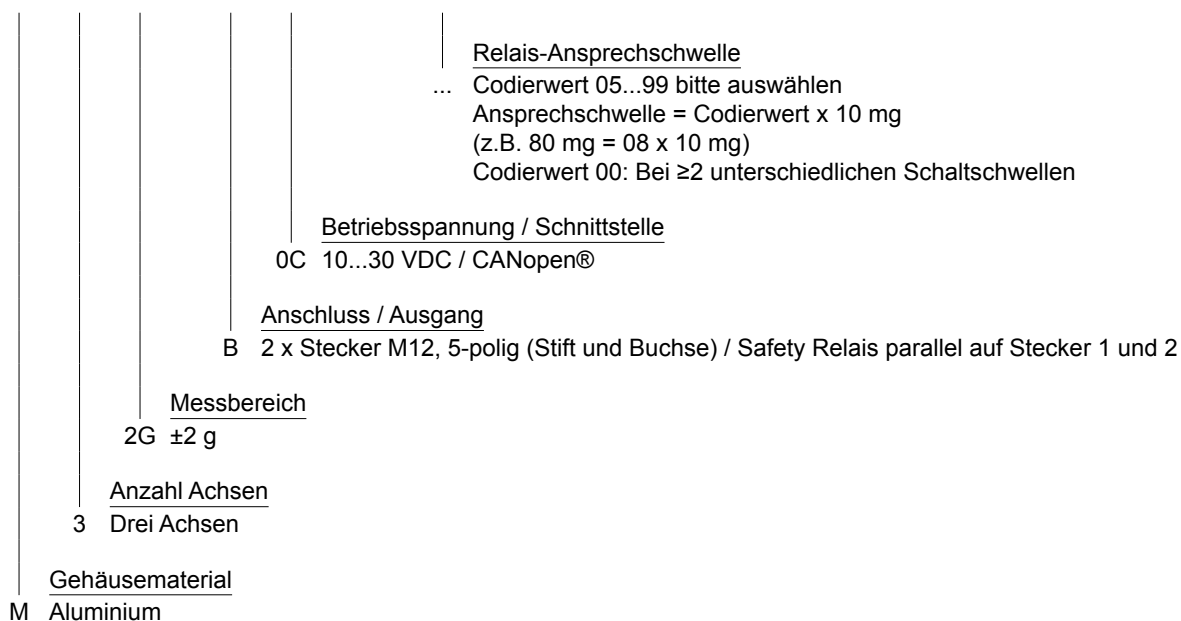 Relais-Ansprechschwelle
... Codierwert 05...99 bitte auswählen
Ansprechschwelle = Codierwert x 10 mg
(z.B. 80 mg = 08 x 10 mg)
Codierwert 00: Bei ≥2 unterschiedlichen Schaltschwellen
Betriebsspannung / Schnittstelle
0C 10...30 VDC / CANopen®
Anschluss / Ausgang
B 2 x Stecker M12, 5-polig (Stift und Buchse) / Safety Relais parallel auf Stecker 1 und 2
Messbereich
2G ±2 g
Anzahl Achsen
3 Drei Achsen
Gehäusematerial
M Aluminium